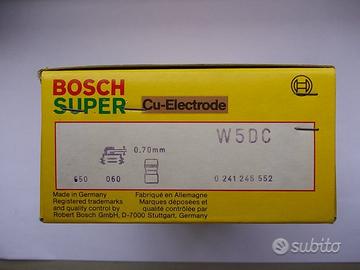 BOSCH
SUPER
Cu-Electrode
W5DC
0,70mm
650 060
0 241 245 552
Made in Germany
Registered trademarks
and quality control by
Robert Bosch GmbH, D-7000 Stuttgart, Germany
Fabriqué en Allemagne
Marques déposées et
qualité contrôlée par
subito